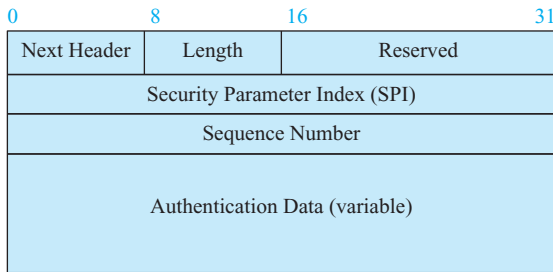 0 8 16 31
Next Header Length Reserved
Security Parameter Index (SPI)
Sequence Number
Authentication Data (variable)